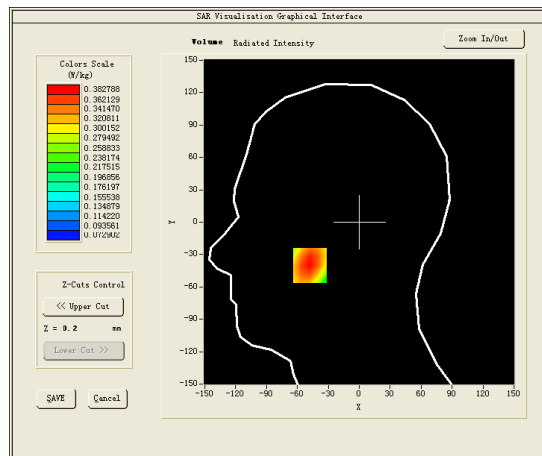 SAR Visualisation Graphical Interface
Volume Radiated Intensity
Zoom In/Out
Colors Scale
(W/kg)
0.382788
0.362129
0.341470
0.320811
0.300152
0.279492
0.258833
0.238174
0.217515
0.196856
0.176197
0.155538
0.134879
0.114220
0.093561
0.072902
Z-Cuts Control
<< Upper Cut
Z = 0.2 mm
Lower Cut >>
SAVE
Cancel
150
120
90
60
30
0
-30
-60
-90
-120
-150
Y
-150 -120 -90 -60 -30 0 30 60 90 120 150
X